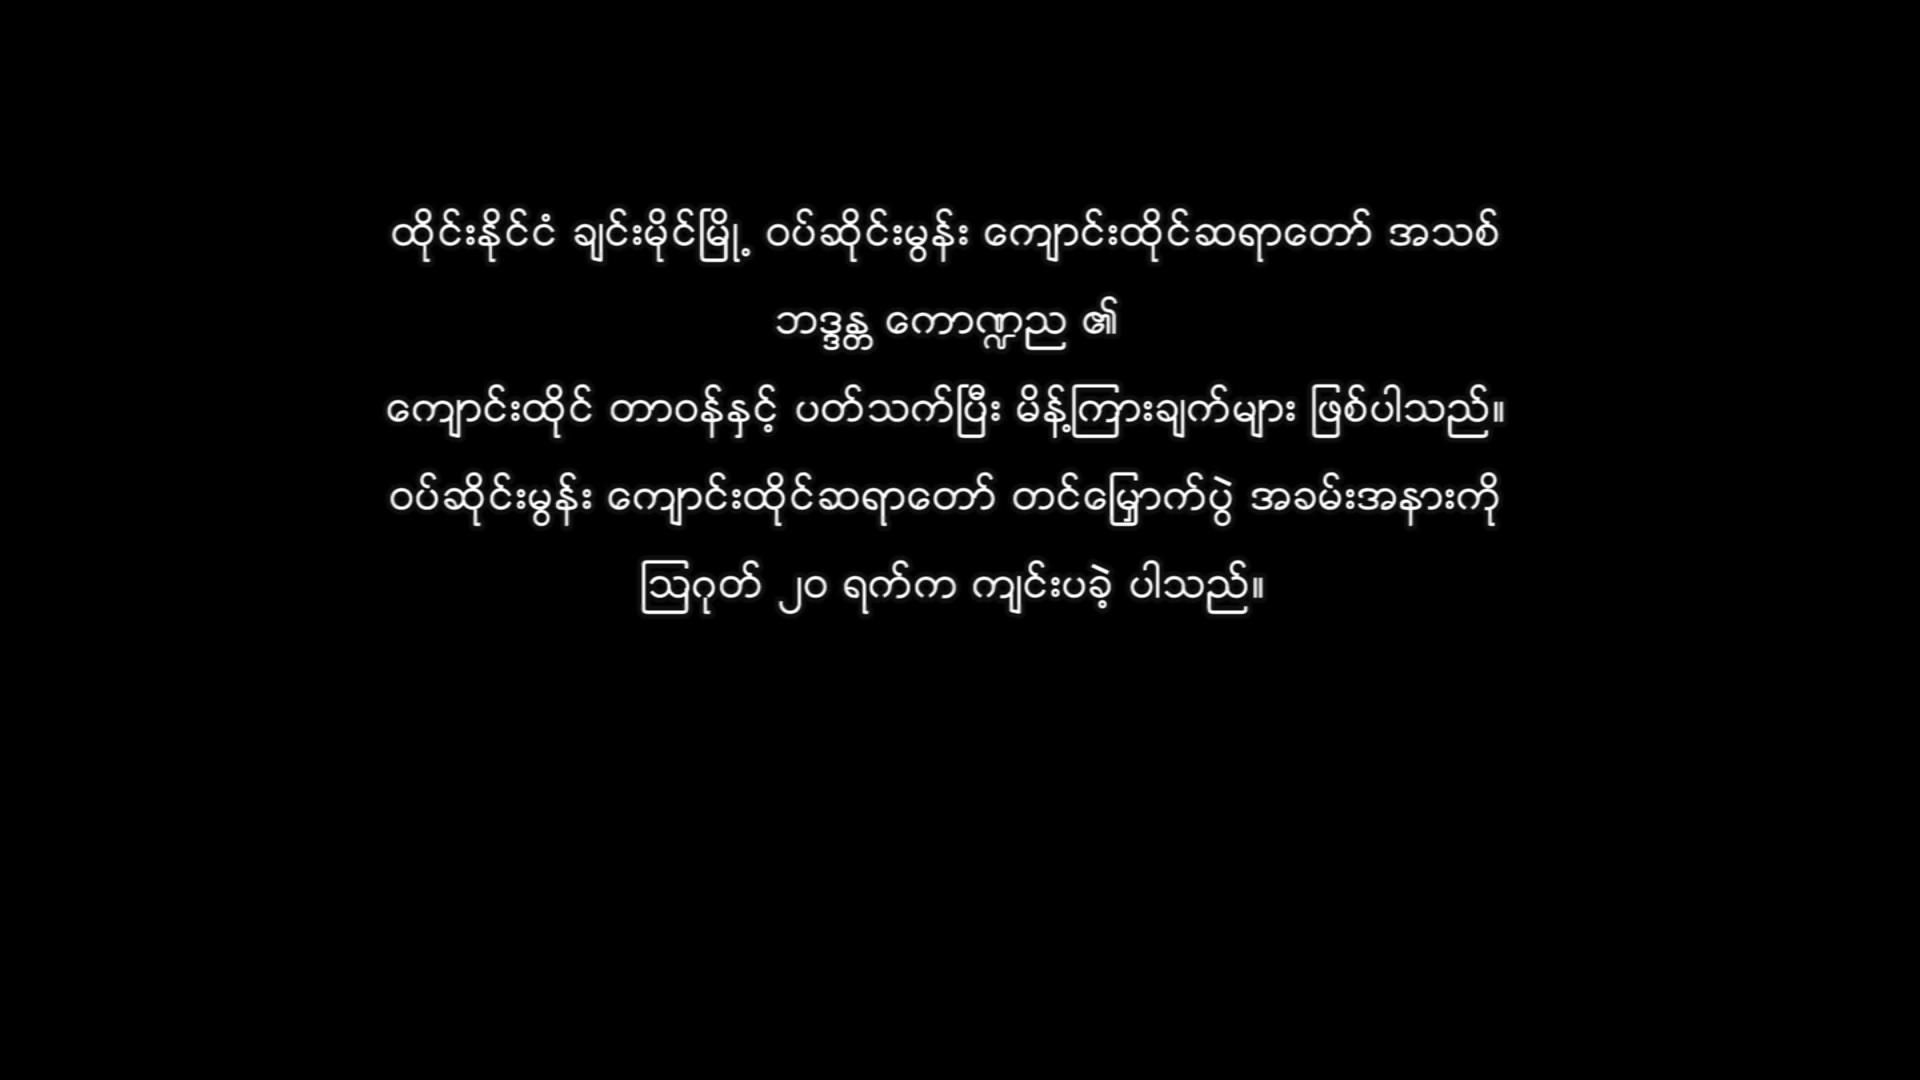 ထိုင်းနိုင်ငံ ချင်းမိုင်မြို့ ဝပ်ဆိုင်းမွန်း ကျောင်းထိုင်ဆရာတော် အသစ်
ဘဒ္ဒန္တ ကောဏ္ဍည ၏
ကျောင်းထိုင် တာဝန်နှင့် ပတ်သက်ပြီး မိန့်ကြားချက်များ ဖြစ်ပါသည်။
ဝပ်ဆိုင်းမွန်း ကျောင်းထိုင်ဆရာတော် တင်မြှောက်ပွဲ အခမ်းအနားကို
ဩဂုတ် ၂၀ ရက်က ကျင်းပခဲ့ ပါသည်။